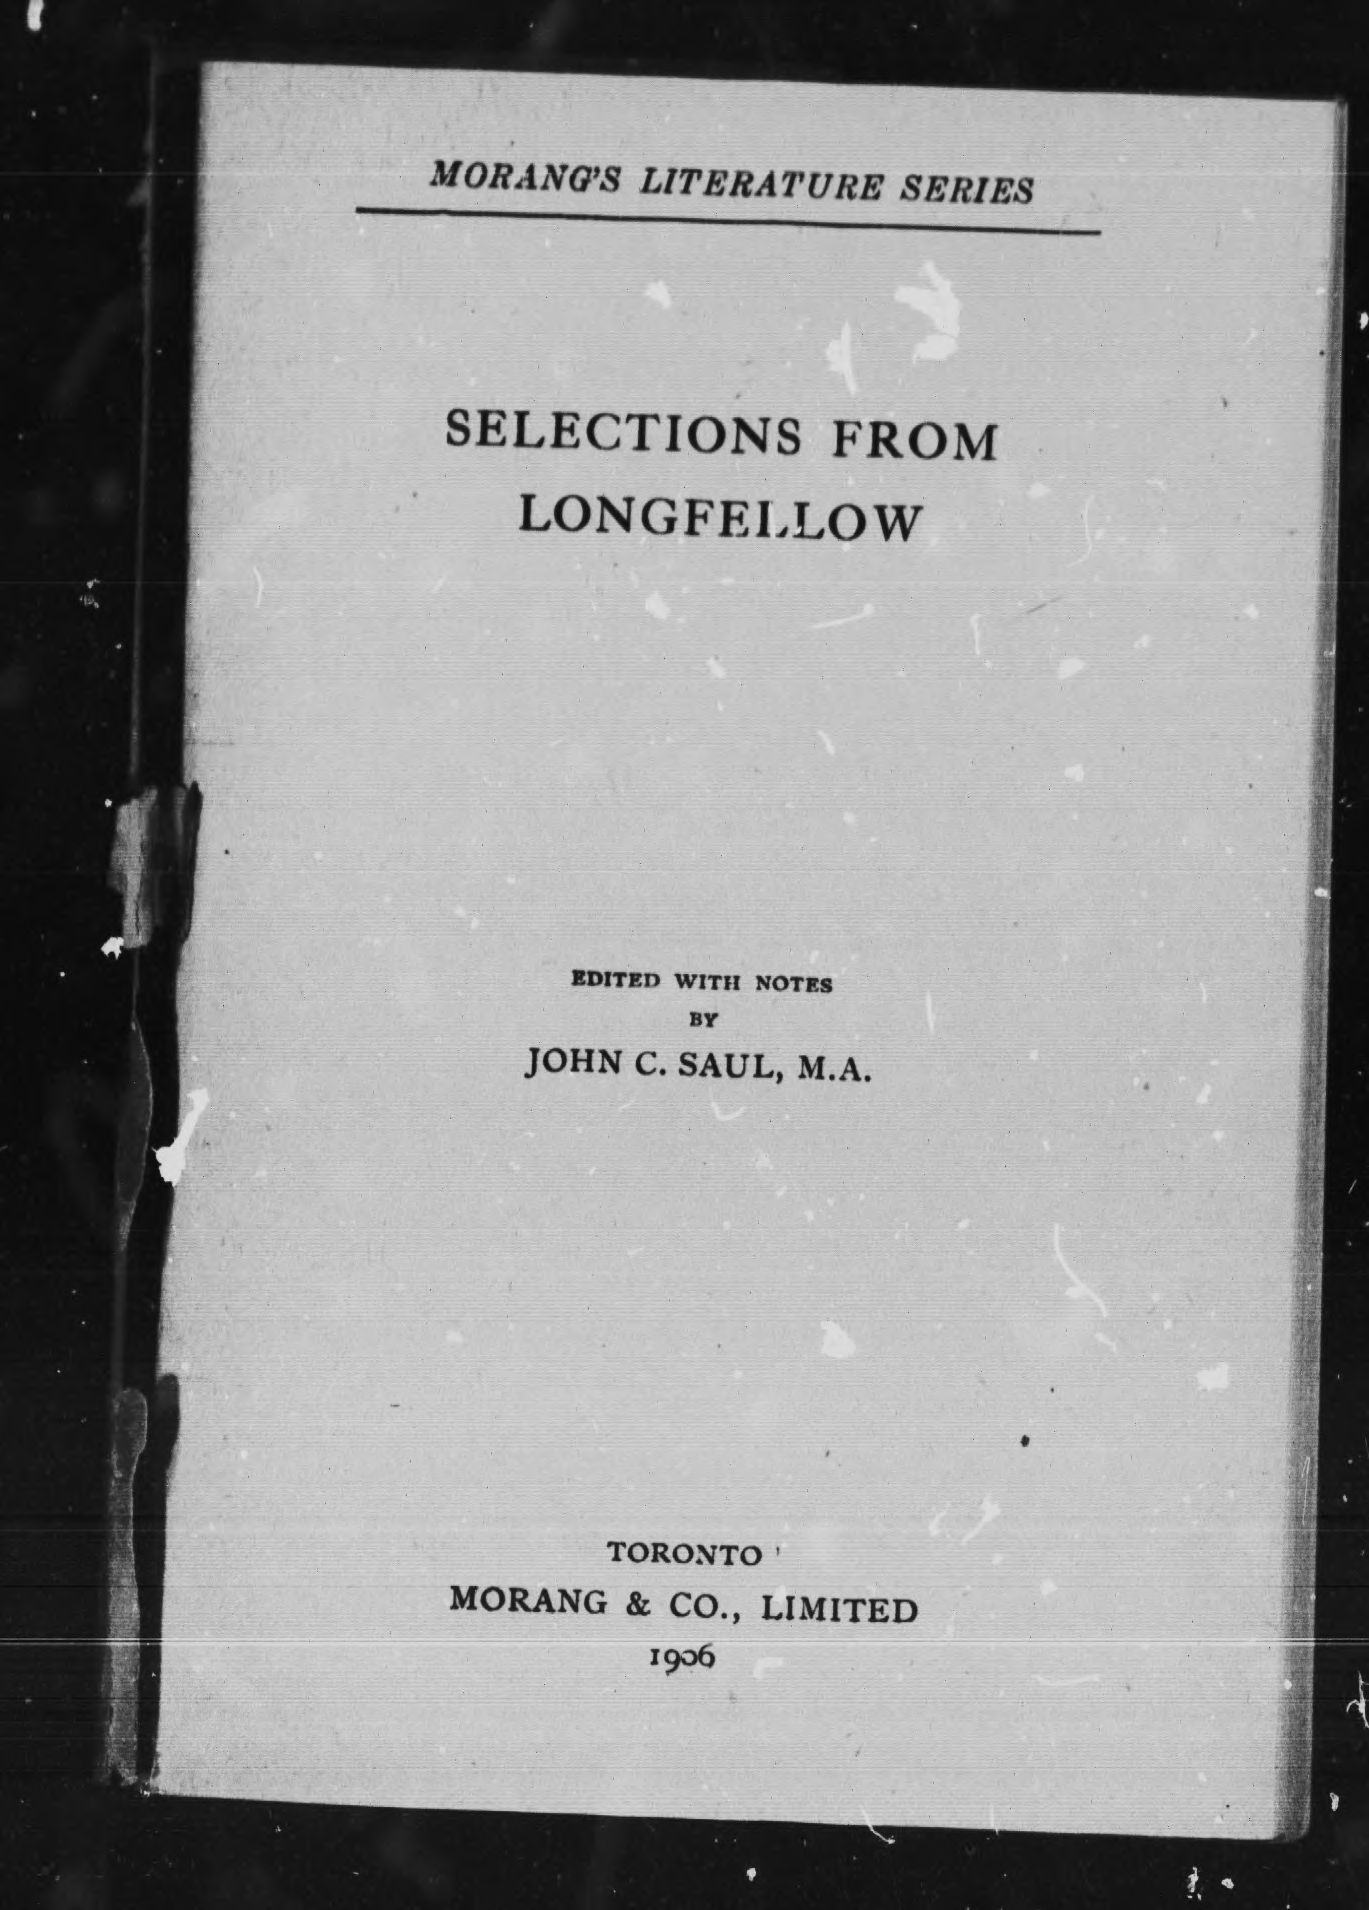 MORANG'S LITERATURE SERIES
SELECTIONS FROM
LONGFELLOW
EDITED WITH NOTES
BY
JOHN C. SAUL, M.A.
TORONTO
MORANG & CO., LIMITED
1906